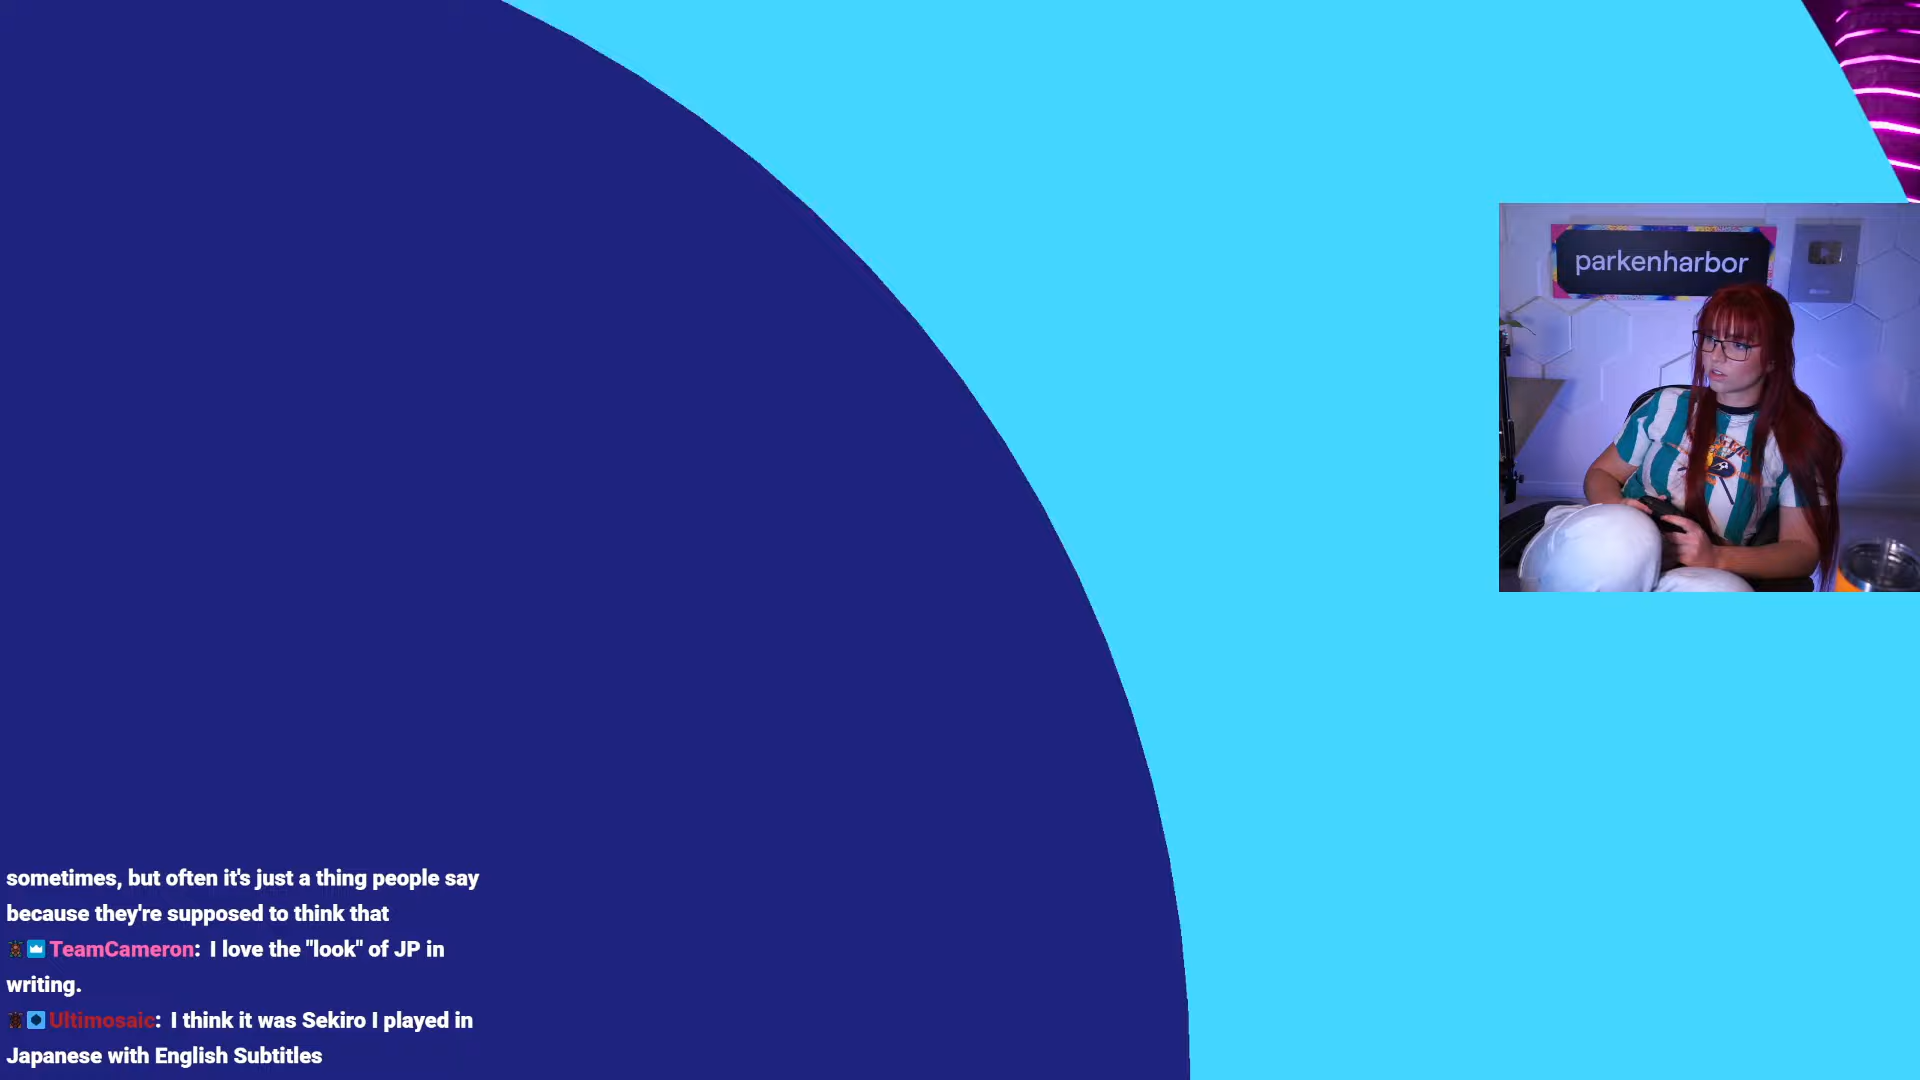 parkenharbor
sometimes, but often it's just a thing people say
because they're supposed to think that
TeamCameron: I love the "look" of JP in
writing.
Ultimosaic: I think it was Sekiro I played in
Japanese with English Subtitles